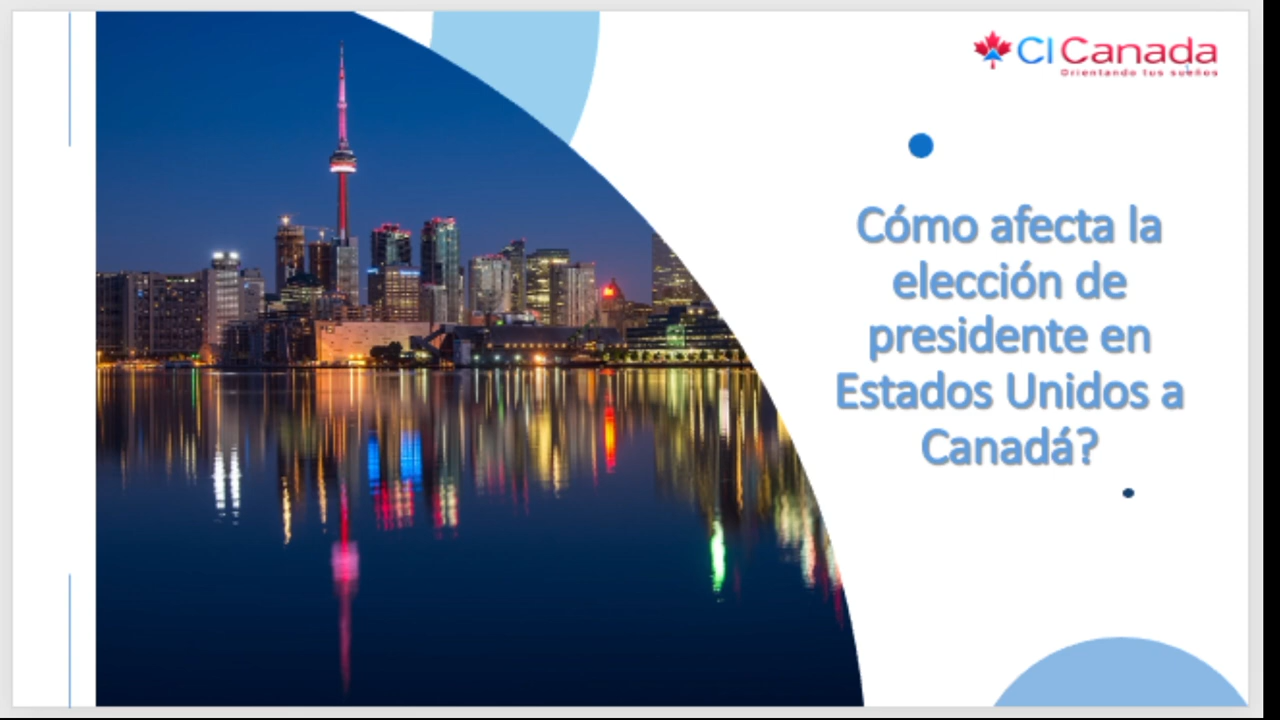 CI Canada
Orientando tus sueños
Cómo afecta la
elección de
presidente en
Estados Unidos a
Canadá?